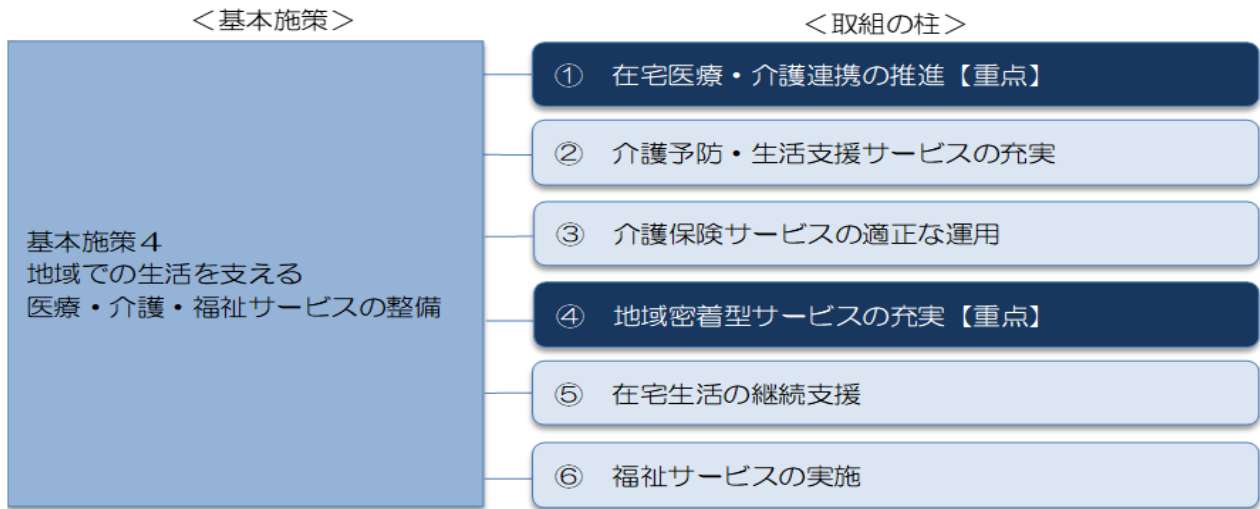 ＜基本施策＞
＜取組の柱＞
基本施策４
地域での生活を支える
医療・介護・福祉サービスの整備
① 在宅医療・介護連携の推進【重点】
② 介護予防・生活支援サービスの充実
③ 介護保険サービスの適正な運用
④ 地域密着型サービスの充実【重点】
⑤ 在宅生活の継続支援
⑥ 福祉サービスの実施